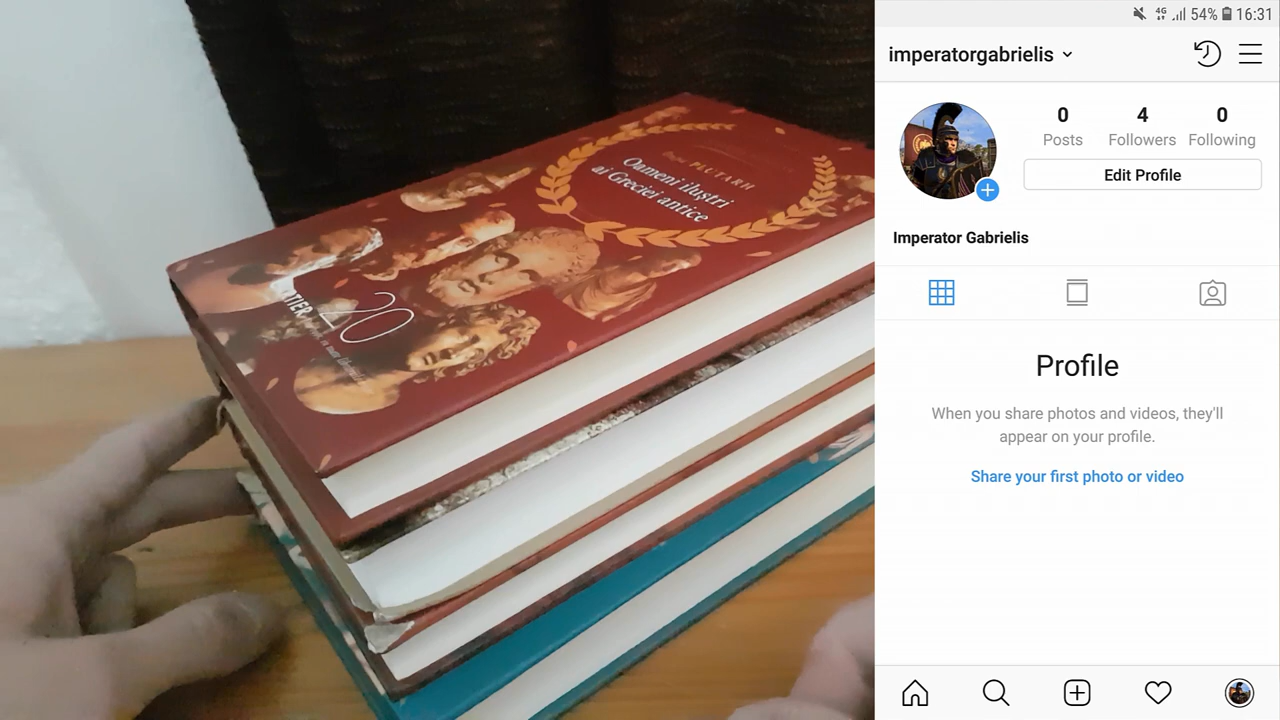 PLUTARH
Oameni iluștri
ai Greciei antice
20
54% 16:31
4G
imperatorgabrielis
0
4
0
Posts
Followers
Following
Edit Profile
Imperator Gabrielis
Profile
When you share photos and videos, they'll
appear on your profile.
Share your first photo or video